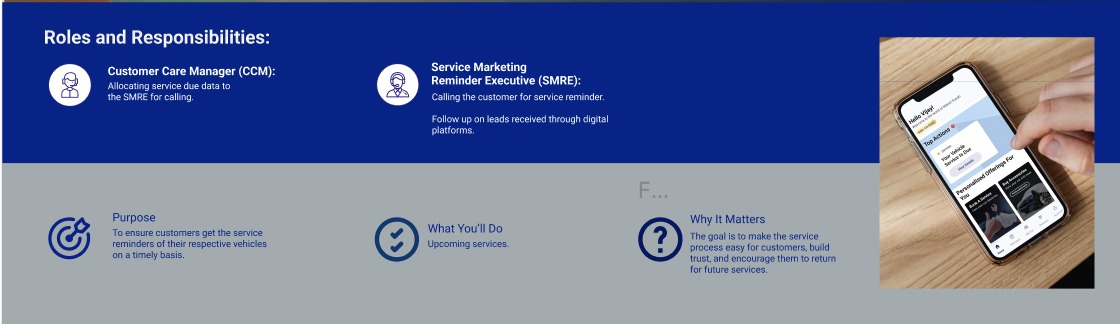 Roles and Responsibilities:
Customer Care Manager (CCM):
Allocating service due data to
the SMRE for calling.
Service Marketing
Reminder Executive (SMRE):
Calling the customer for service reminder.
Follow up on leads received through digital
platforms.
Hello Vijay!
Top Actions
Your Vehicle
Service Is Due
Personalised Offerings For
You
Book A Service
Buy Accessories
F...
Purpose
To ensure customers get the service
reminders of their respective vehicles
on a timely basis.
What You'll Do
Upcoming services.
Why It Matters
The goal is to make the service
process easy for customers, build
trust, and encourage them to return
for future services.